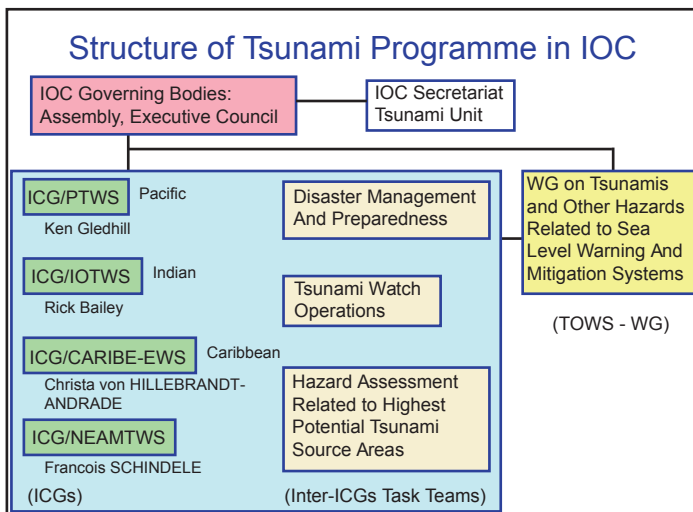 Structure of Tsunami Programme in IOC
IOC Governing Bodies:
Assembly, Executive Council
IOC Secretariat
Tsunami Unit
ICG/PTWS
Pacific
Ken Gledhill
ICG/IOTWS
Indian
Rick Bailey
ICG/CARIBE-EWS
Caribbean
Christa von HILLEBRANDT-
ANDRADE
ICG/NEAMTWS
Francois SCHINDELE
(ICGs)
Disaster Management
And Preparedness
Tsunami Watch
Operations
Hazard Assessment
Related to Highest
Potential Tsunami
Source Areas
(Inter-ICGs Task Teams)
WG on Tsunamis
and Other Hazards
Related to Sea
Level Warning And
Mitigation Systems
(TOWS - WG)